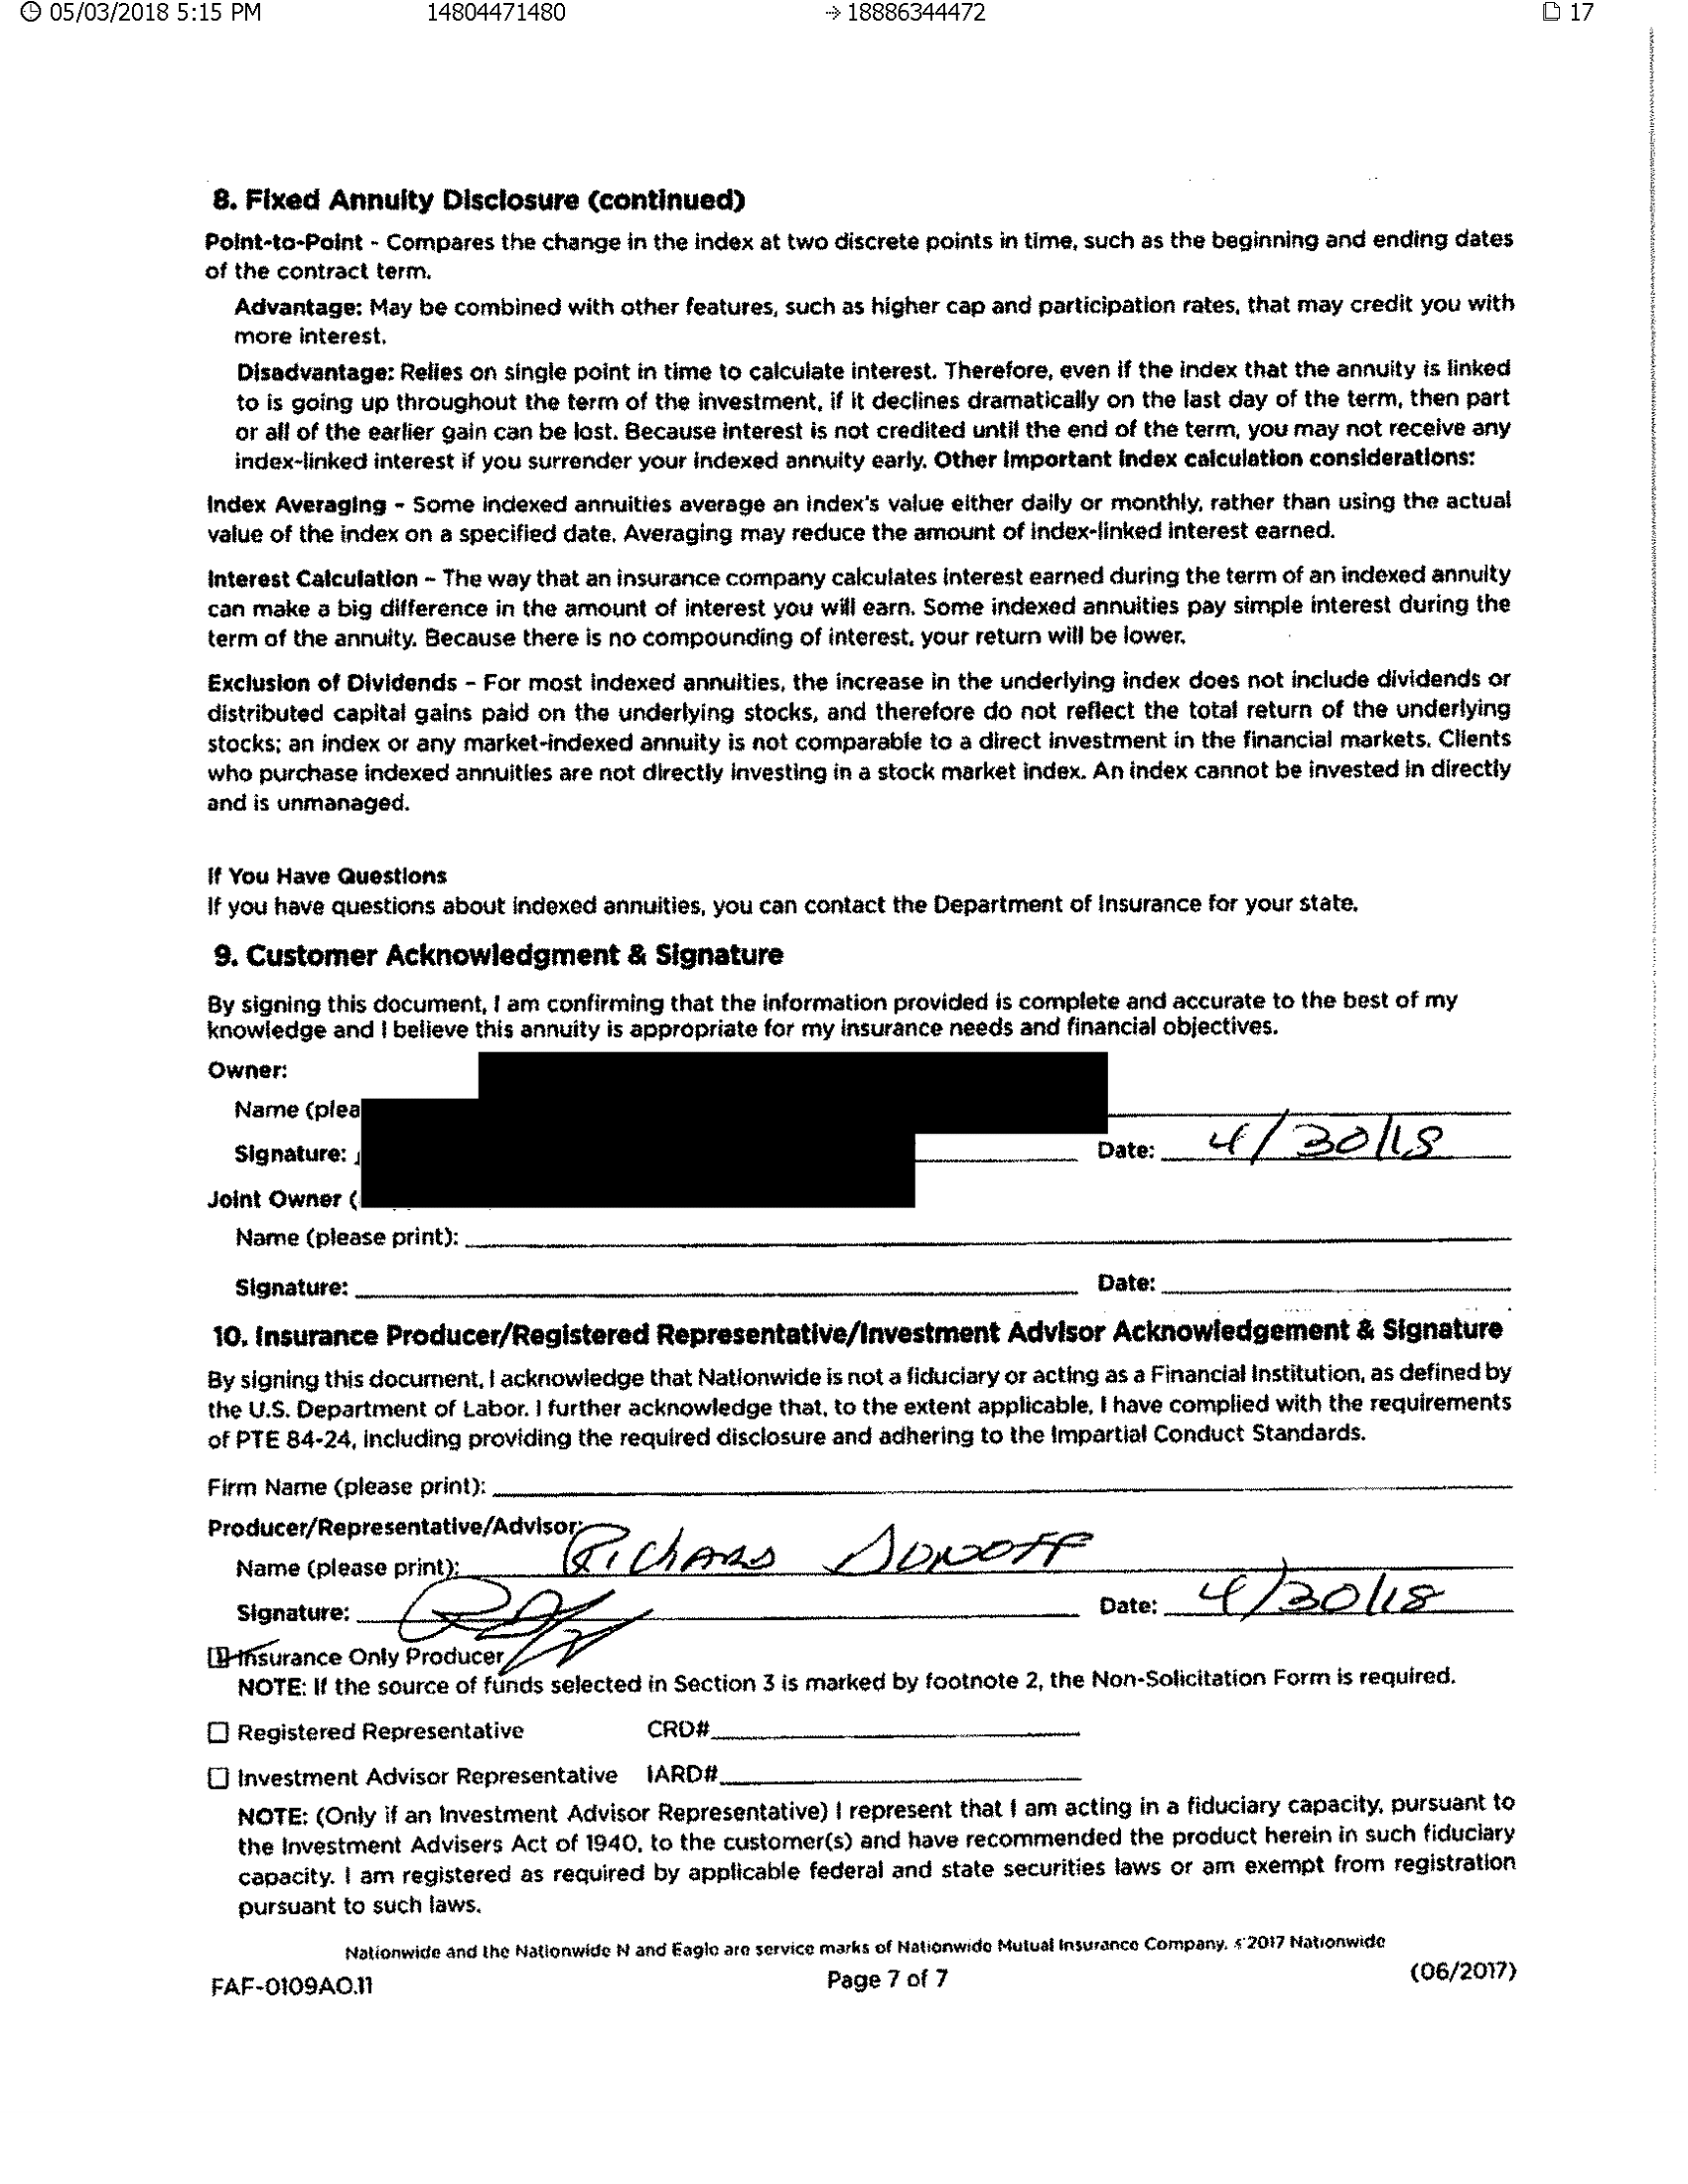 05/03/2018 5:15 PM 14804471480 → 18886344472 17
8. Fixed Annuity Disclosure (continued)
Point-to-Point - Compares the change in the index at two discrete points in time, such as the beginning and ending dates
of the contract term.
Advantage: May be combined with other features, such as higher cap and participation rates, that may credit you with
more interest.
Disadvantage: Relies on single point in time to calculate interest. Therefore, even if the index that the annuity is linked
to is going up throughout the term of the investment, if it declines dramatically on the last day of the term, then part
or all of the earlier gain can be lost. Because interest is not credited until the end of the term, you may not receive any
index-linked interest if you surrender your indexed annuity early. Other important index calculation considerations:
Index Averaging - Some indexed annuities average an index's value either daily or monthly, rather than using the actual
value of the index on a specified date. Averaging may reduce the amount of index-linked interest earned.
Interest Calculation – The way that an insurance company calculates interest earned during the term of an indexed annuity
can make a big difference in the amount of interest you will earn. Some indexed annuities pay simple interest during the
term of the annuity. Because there is no compounding of interest, your return will be lower.
Exclusion of Dividends – For most indexed annuities, the increase in the underlying index does not include dividends or
distributed capital gains paid on the underlying stocks, and therefore do not reflect the total return of the underlying
stocks; an index or any market-indexed annuity is not comparable to a direct investment in the financial markets. Clients
who purchase indexed annuities are not directly investing in a stock market index. An index cannot be invested in directly
and is unmanaged.
If You Have Questions
If you have questions about indexed annuities, you can contact the Department of Insurance for your state.
9. Customer Acknowledgment & Signature
By signing this document, I am confirming that the information provided is complete and accurate to the best of my
knowledge and I believe this annuity is appropriate for my insurance needs and financial objectives.
Owner:
Name (plea
Signature: Date: 4/30/18
Joint Owner (
Name (please print):
Signature: Date:
10. Insurance Producer/Registered Representative/Investment Advisor Acknowledgement & Signature
By signing this document, I acknowledge that Nationwide is not a fiduciary or acting as a Financial Institution, as defined by
the U.S. Department of Labor. I further acknowledge that, to the extent applicable, I have complied with the requirements
of PTE 84-24, including providing the required disclosure and adhering to the Impartial Conduct Standards.
Firm Name (please print):
Producer/Representative/Advisor:
Name (please print): Richard
Signature: Date: 4/30/18
Insurance Only Producer
NOTE: If the source of funds selected in Section 3 is marked by footnote 2, the Non-Solicitation Form is required.
Registered Representative CRD#
Investment Advisor Representative IARD#
NOTE: (Only if an Investment Advisor Representative) I represent that I am acting in a fiduciary capacity, pursuant to
the Investment Advisers Act of 1940, to the customer(s) and have recommended the product herein in such fiduciary
capacity. I am registered as required by applicable federal and state securities laws or am exempt from registration
pursuant to such laws.
Nationwide and the Nationwide N and Eagle are service marks of Nationwide Mutual Insurance Company. ©2017 Nationwide
FAF-0109AO.11 Page 7 of 7 (06/2017)